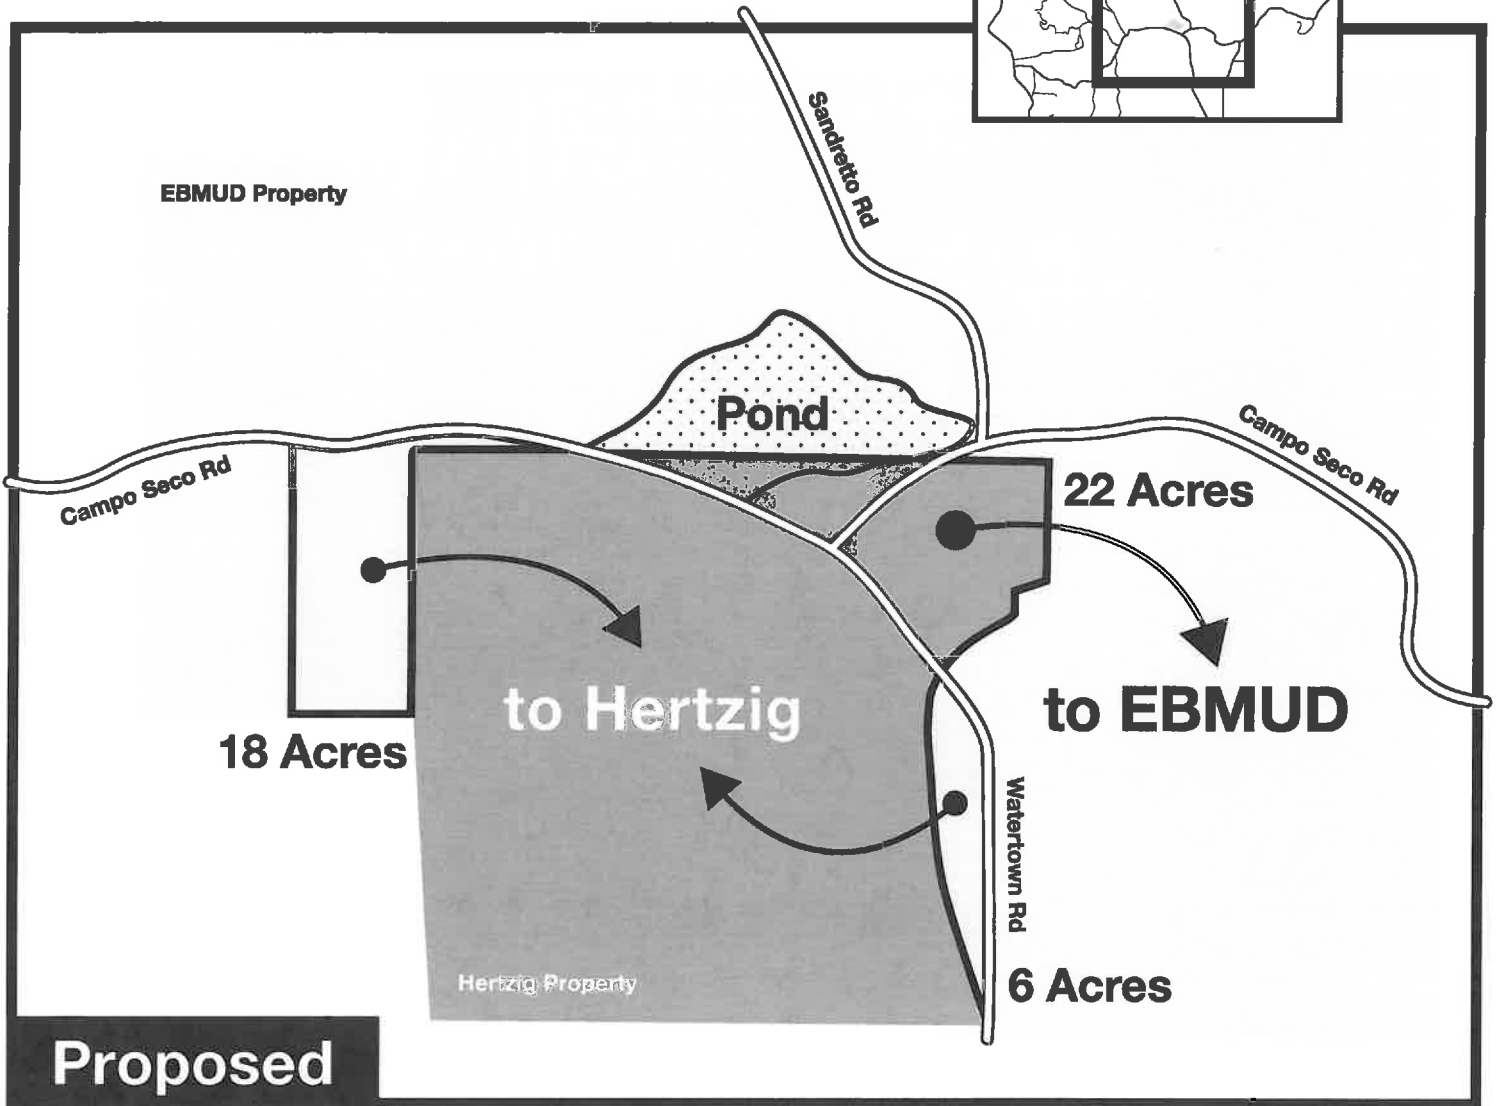 Sandretto Rd
EBMUD Property
Pond
Campo Seco Rd
Campo Seco Rd
22 Acres
to Hertzig
to EBMUD
18 Acres
Watertown Rd
Hertzig Property
6 Acres
Proposed